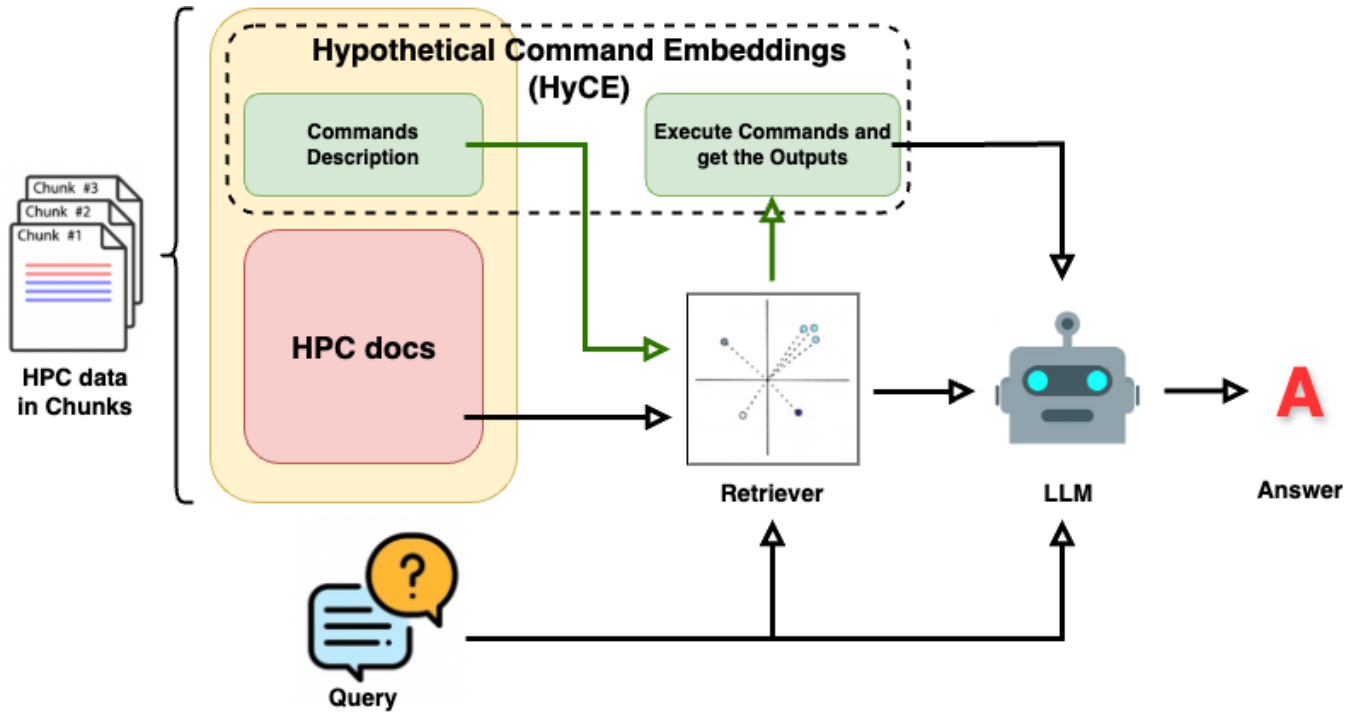 Hypothetical Command Embeddings
(HyCE)
Commands
Description
Execute Commands and
get the Outputs
Chunk #3
Chunk #2
Chunk #1
HPC docs
HPC data
in Chunks
Retriever
LLM
A
Answer
?
Query